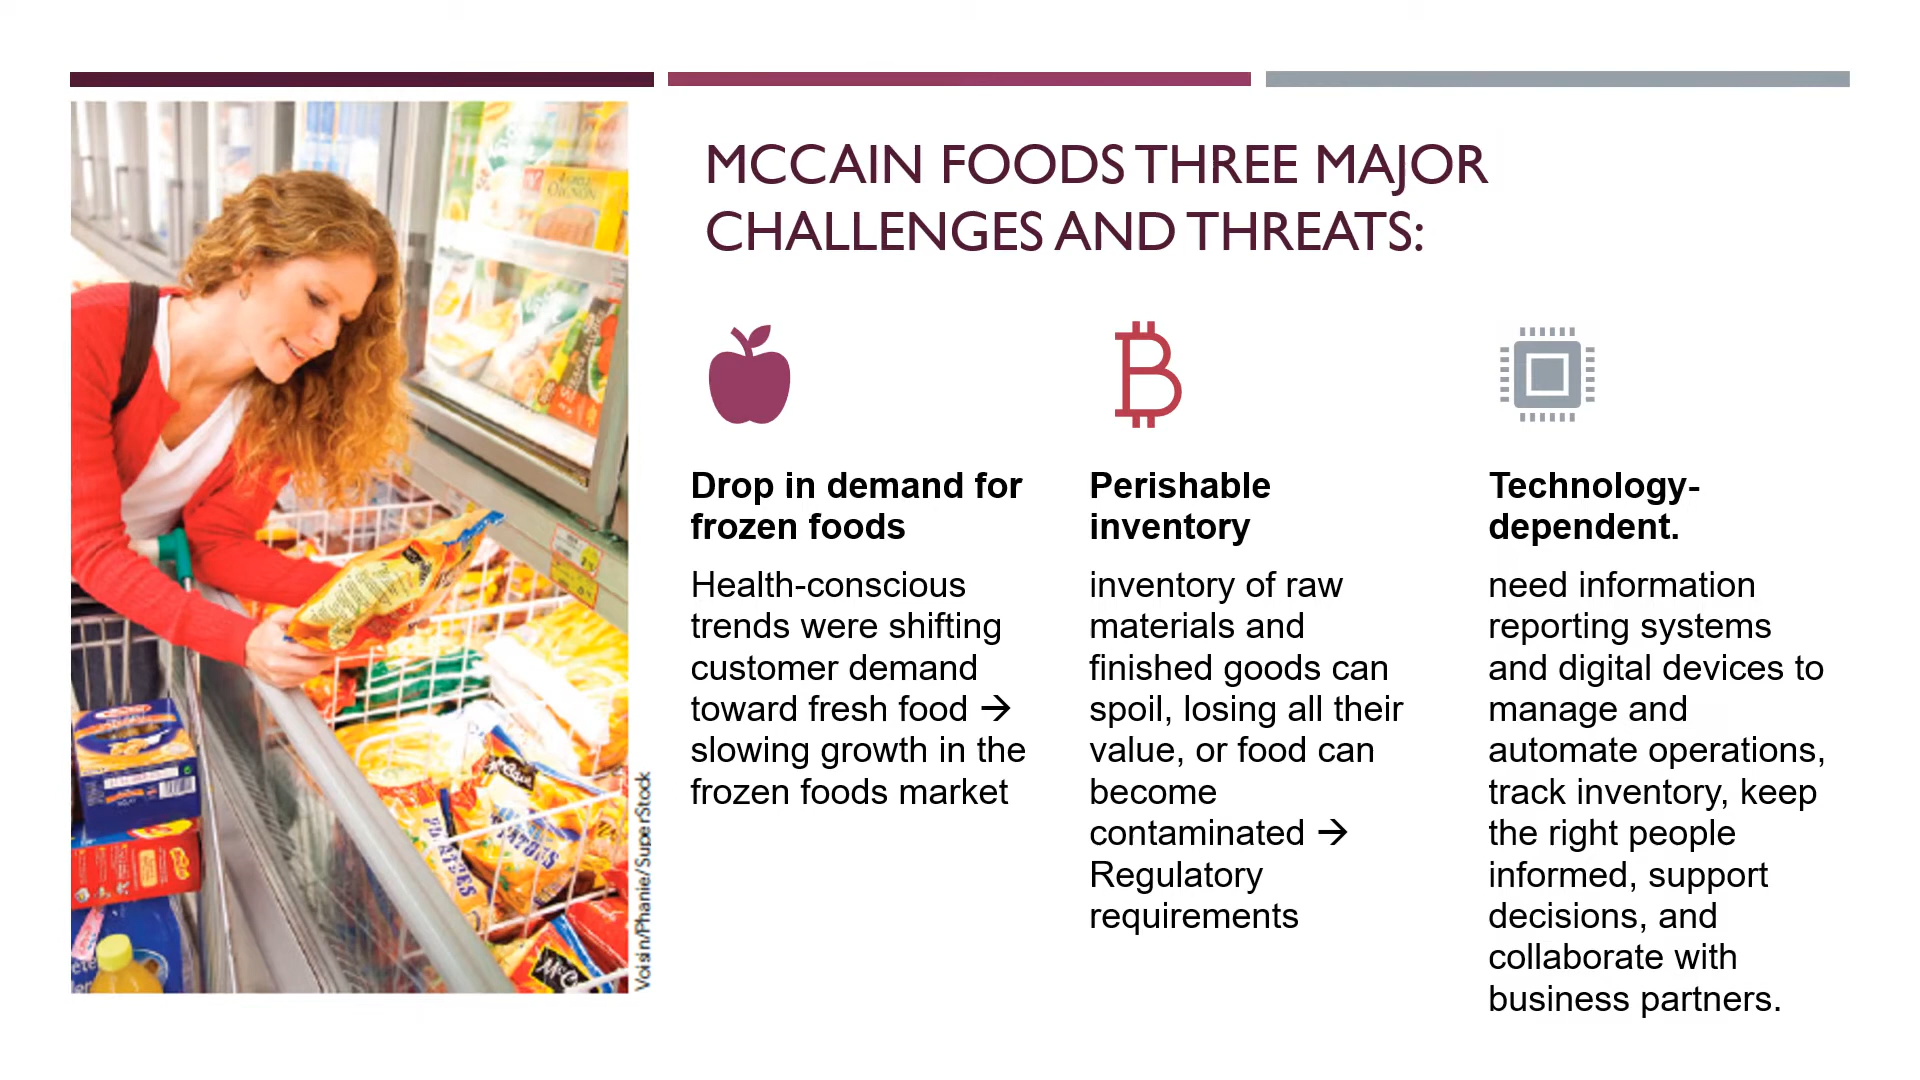 MCCAIN FOODS THREE MAJOR
CHALLENGES AND THREATS:
Drop in demand for
frozen foods
Health-conscious
trends were shifting
customer demand
toward fresh food →
slowing growth in the
frozen foods market
Perishable
inventory
inventory of raw
materials and
finished goods can
spoil, losing all their
value, or food can
become
contaminated →
Regulatory
requirements
Technology-
dependent.
need information
reporting systems
and digital devices to
manage and
automate operations,
track inventory, keep
the right people
informed, support
decisions, and
collaborate with
business partners.
Voisin/Phanie/SuperStock